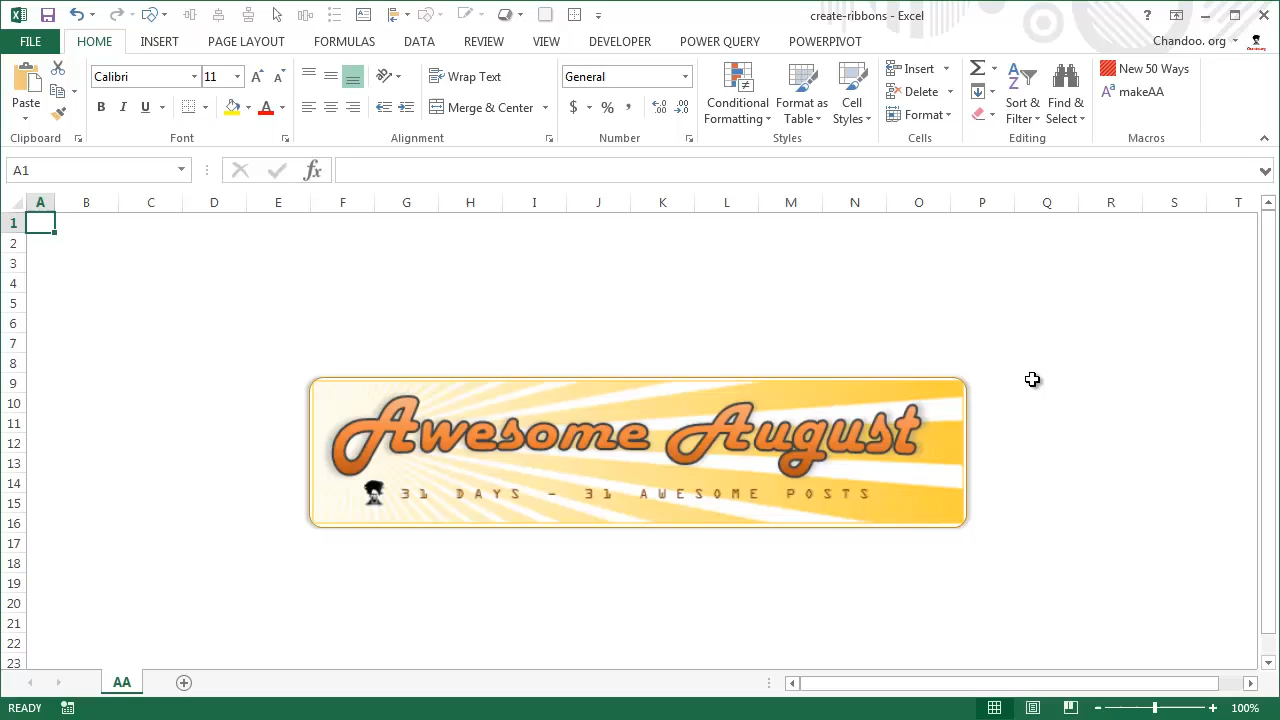 create-ribbons - Excel
FILE HOME INSERT PAGE LAYOUT FORMULAS DATA REVIEW VIEW DEVELOPER POWER QUERY POWERPIVOT Chandoo. org
Paste
Calibri 11
Wrap Text
Merge & Center
General
$ % ,
Conditional Formatting
Format as Table
Cell Styles
Insert
Delete
Format
Sort & Filter
Find & Select
New 50 Ways
makeAA
Clipboard Font Alignment Number Styles Cells Editing Macros
A1 fx
A B C D E F G H I J K L M N O P Q R S T
1
2
3
4
5
6
7
8
9
10
11
12
13
14
15
16
17
18
19
20
21
22
23
Awesome August
31 DAYS - 31 AWESOME POSTS
AA
READY 100%